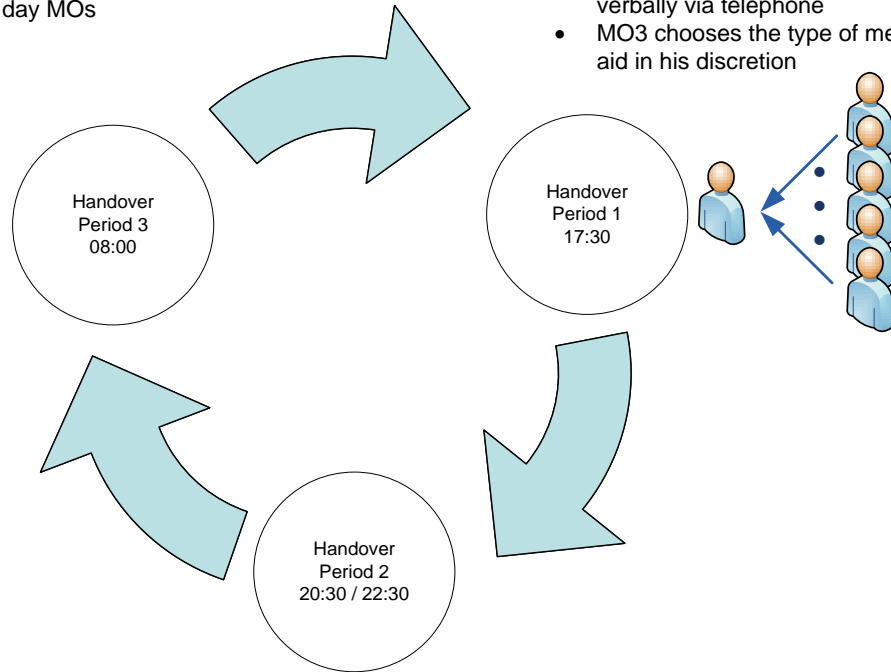 day MOs
verbally via telephone
• MO3 chooses the type of
aid in his discretion
Handover
Period 3
08:00
Handover
Period 1
17:30
Handover
Period 2
20:30 / 22:30